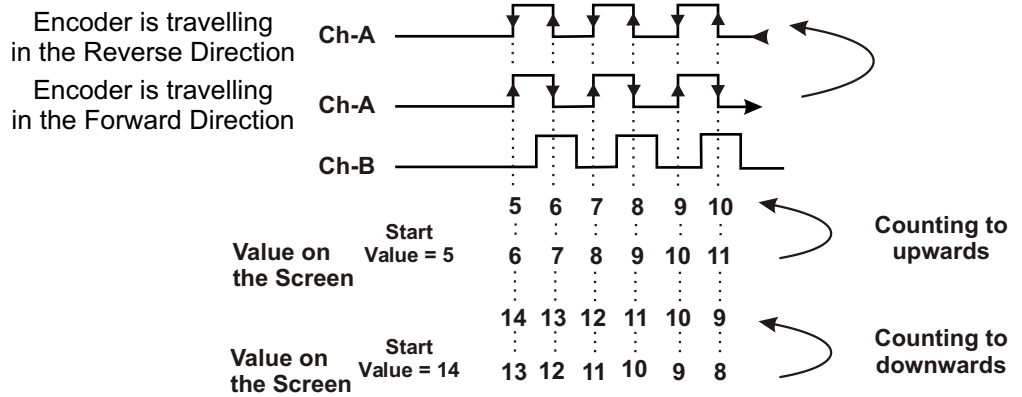 Encoder is travelling
in the Reverse Direction
Ch-A
Encoder is travelling
in the Forward Direction
Ch-A
Ch-B
5 6 7 8 9 10
Counting to
upwards
Value on
the Screen
Start
Value = 5
6 7 8 9 10 11
14 13 12 11 10 9
Counting to
downwards
Value on
the Screen
Start
Value = 14
13 12 11 10 9 8